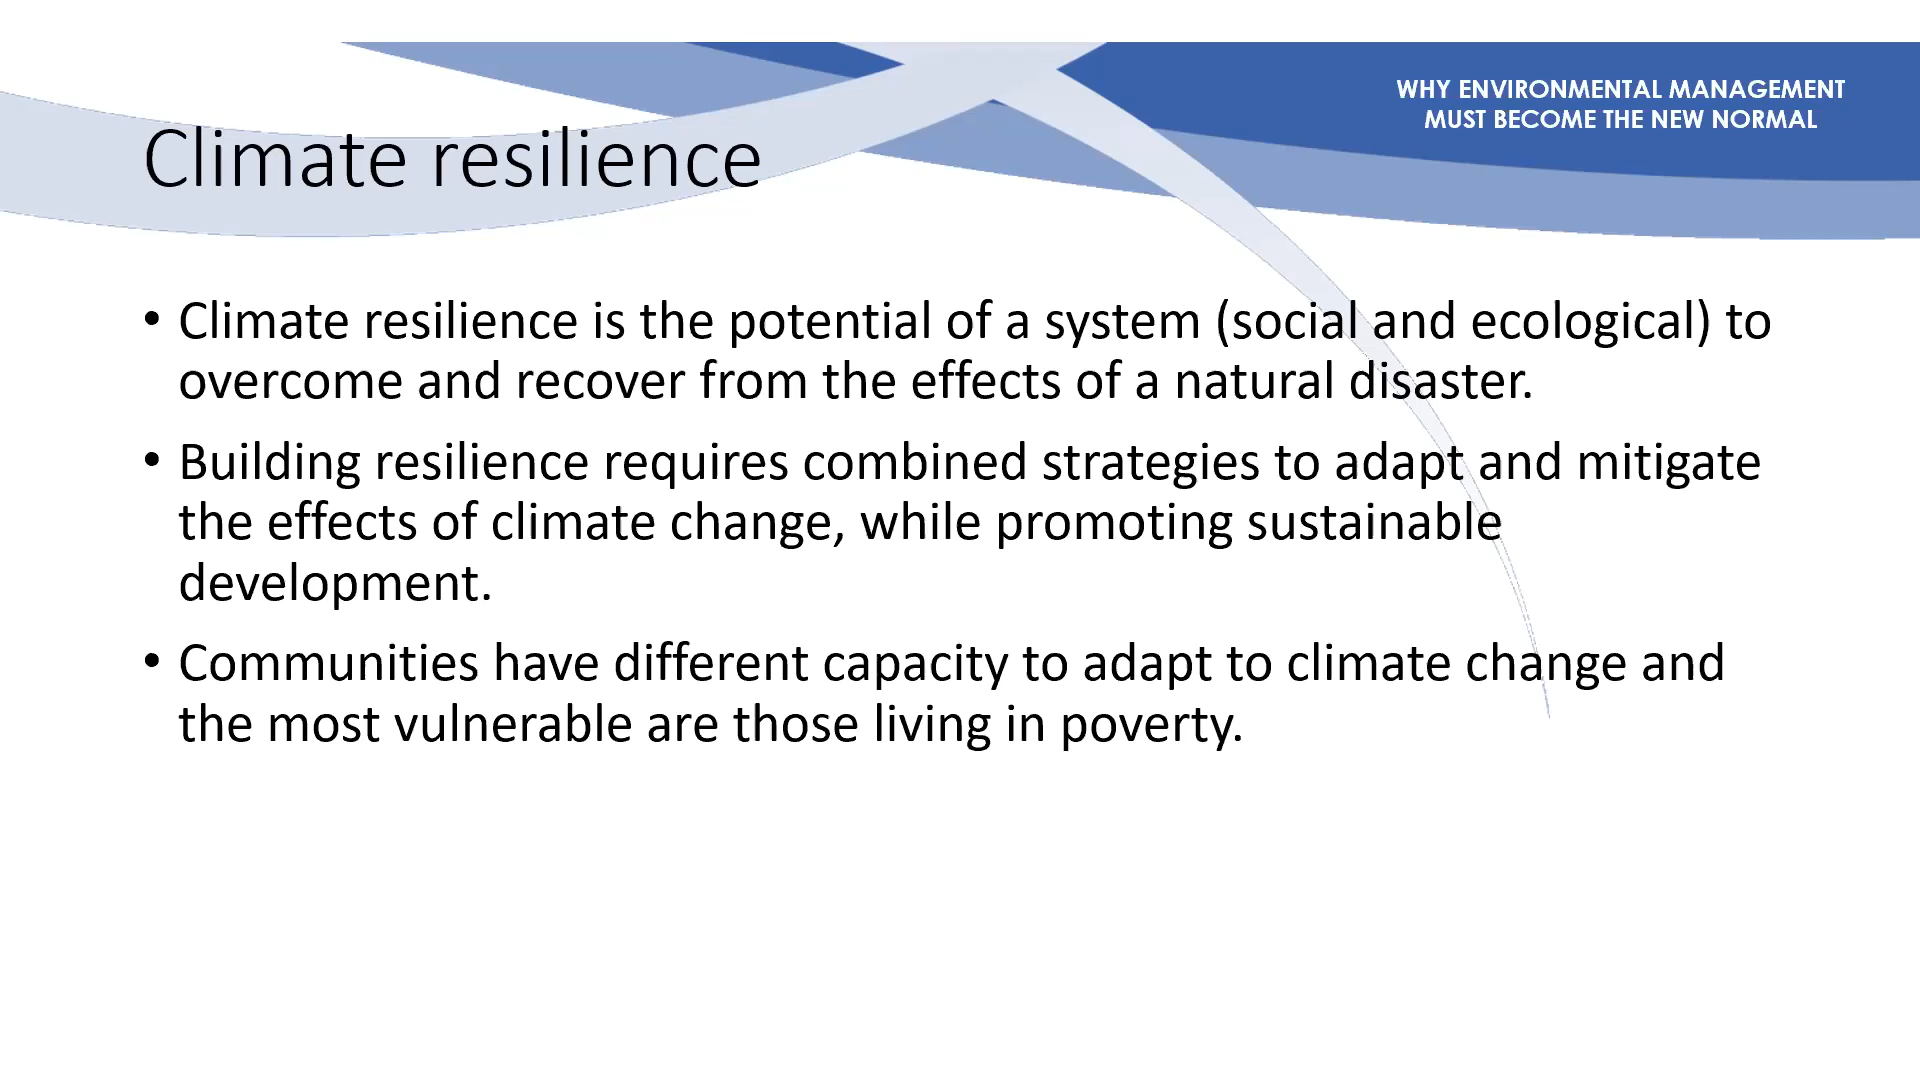 WHY ENVIRONMENTAL MANAGEMENT
MUST BECOME THE NEW NORMAL
Climate resilience
• Climate resilience is the potential of a system (social and ecological) to
overcome and recover from the effects of a natural disaster.
• Building resilience requires combined strategies to adapt and mitigate
the effects of climate change, while promoting sustainable
development.
• Communities have different capacity to adapt to climate change and
the most vulnerable are those living in poverty.